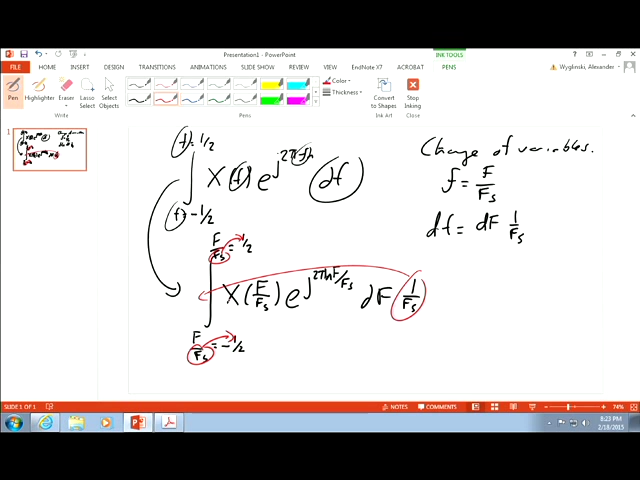 Presentation1 - PowerPoint
INK TOOLS
FILE HOME INSERT DESIGN TRANSITIONS ANIMATIONS SLIDE SHOW REVIEW VIEW EndNote X7 ACROBAT PENS
Wyglinski, Alexander
Pen Highlighter Eraser Lasso Select Select Objects
Color
Thickness
Convert to Shapes
Stop Inking
Write Pens Ink Art
1
f=1/2
∫ X(f) e^{j2πfn} df
f=-1/2
Change of variables.
f = F/Fs
df = dF 1/Fs
F/Fs = 1/2
∫ X(F/Fs) e^{j2πnF/Fs} dF 1/Fs
F/Fs = -1/2
SLIDE 1 OF 1
NOTES COMMENTS 74%
8:23 PM
2/18/2015